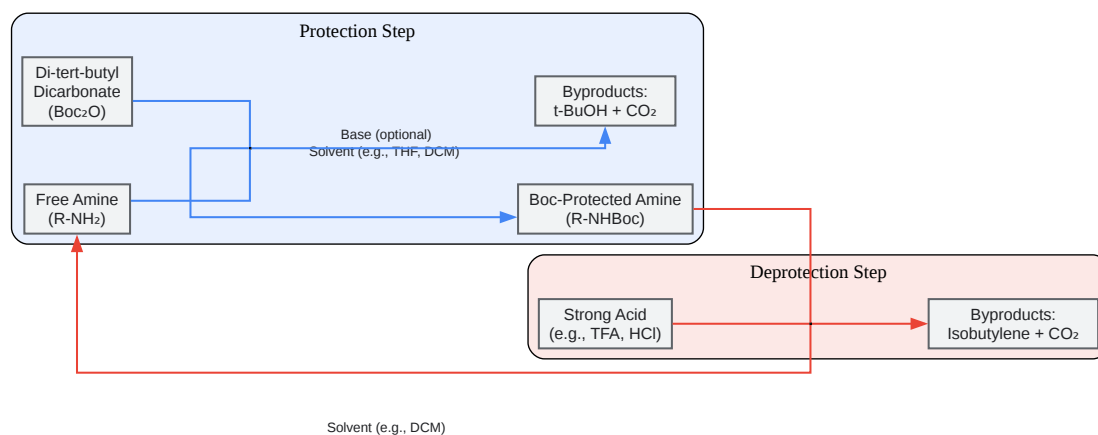 Protection Step
Di-tert-butyl
Dicarbonate
(Boc₂O)
Byproducts:
t-BuOH + CO₂
Base (optional)
Solvent (e.g., THF, DCM)
Free Amine
(R-NH₂)
Boc-Protected Amine
(R-NHBoc)
Deprotection Step
Strong Acid
(e.g., TFA, HCl)
Byproducts:
Isobutylene + CO₂
Solvent (e.g., DCM)